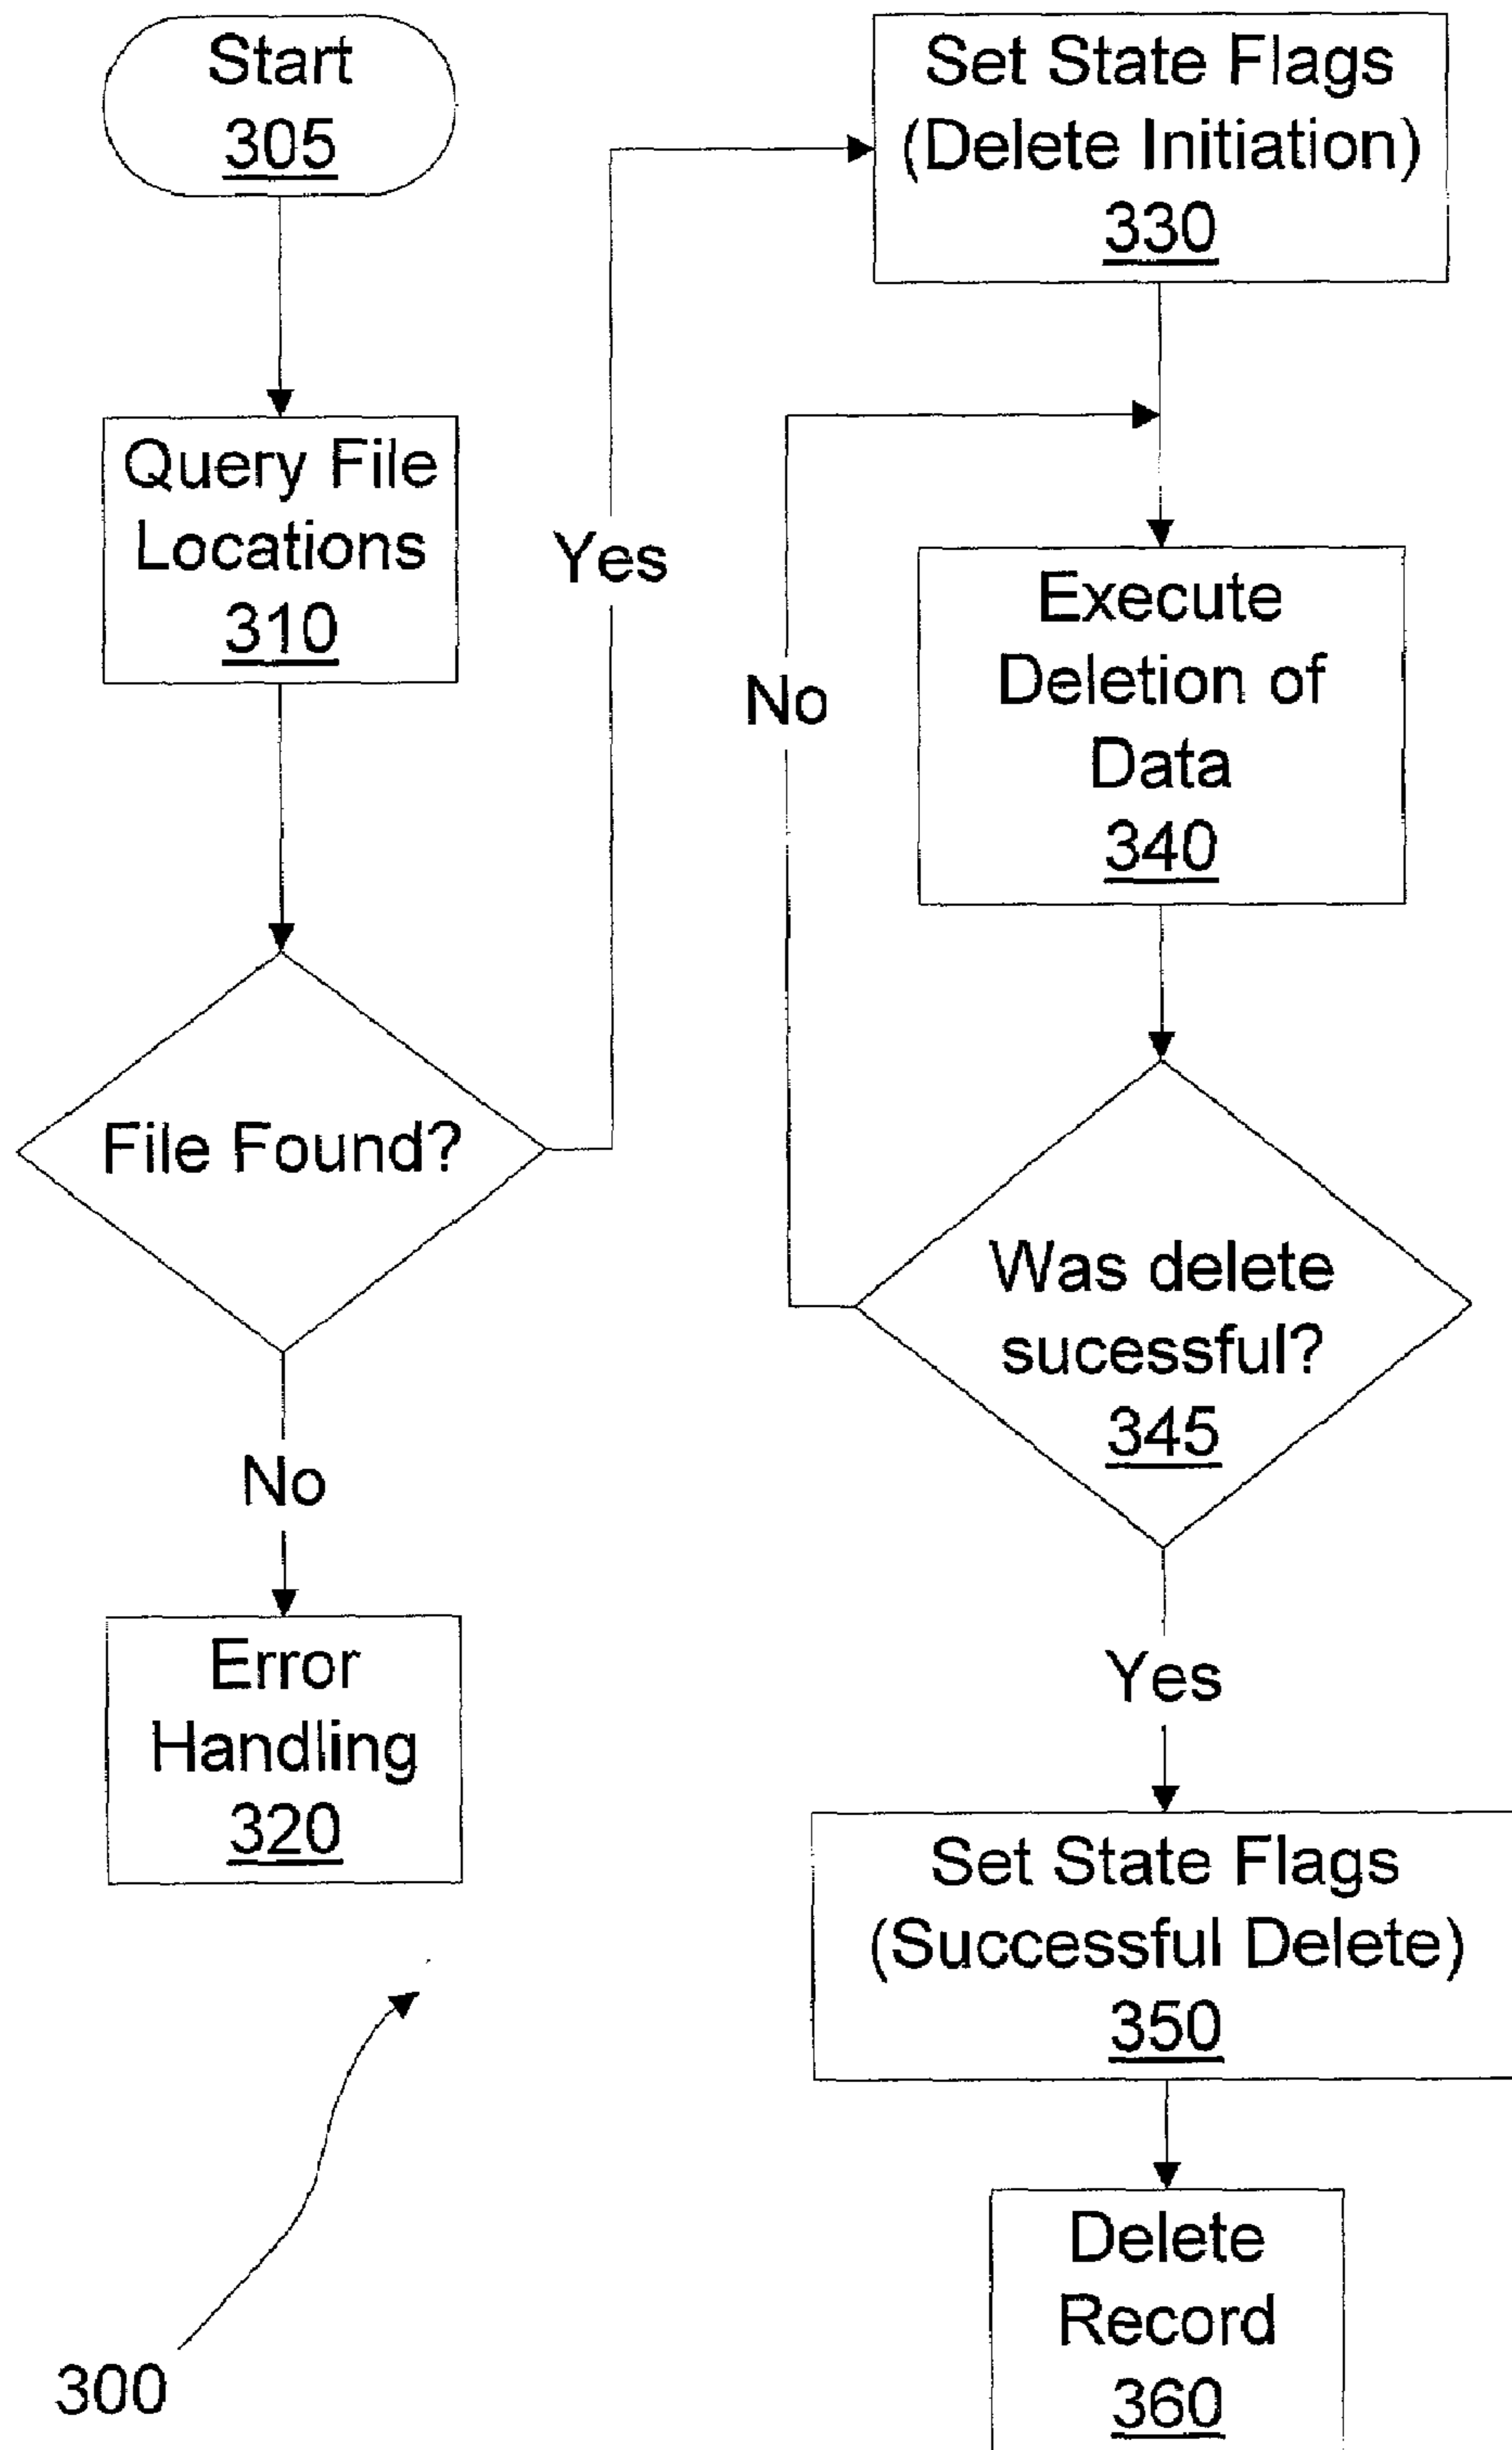 Start
305
Query File
Locations
310
File Found?
No
Error
Handling
320
Yes
Set State Flags
(Delete Initiation)
330
Execute
Deletion of
Data
340
No
Was delete
sucessful?
345
Yes
Set State Flags
(Successful Delete)
350
Delete
Record
360
300